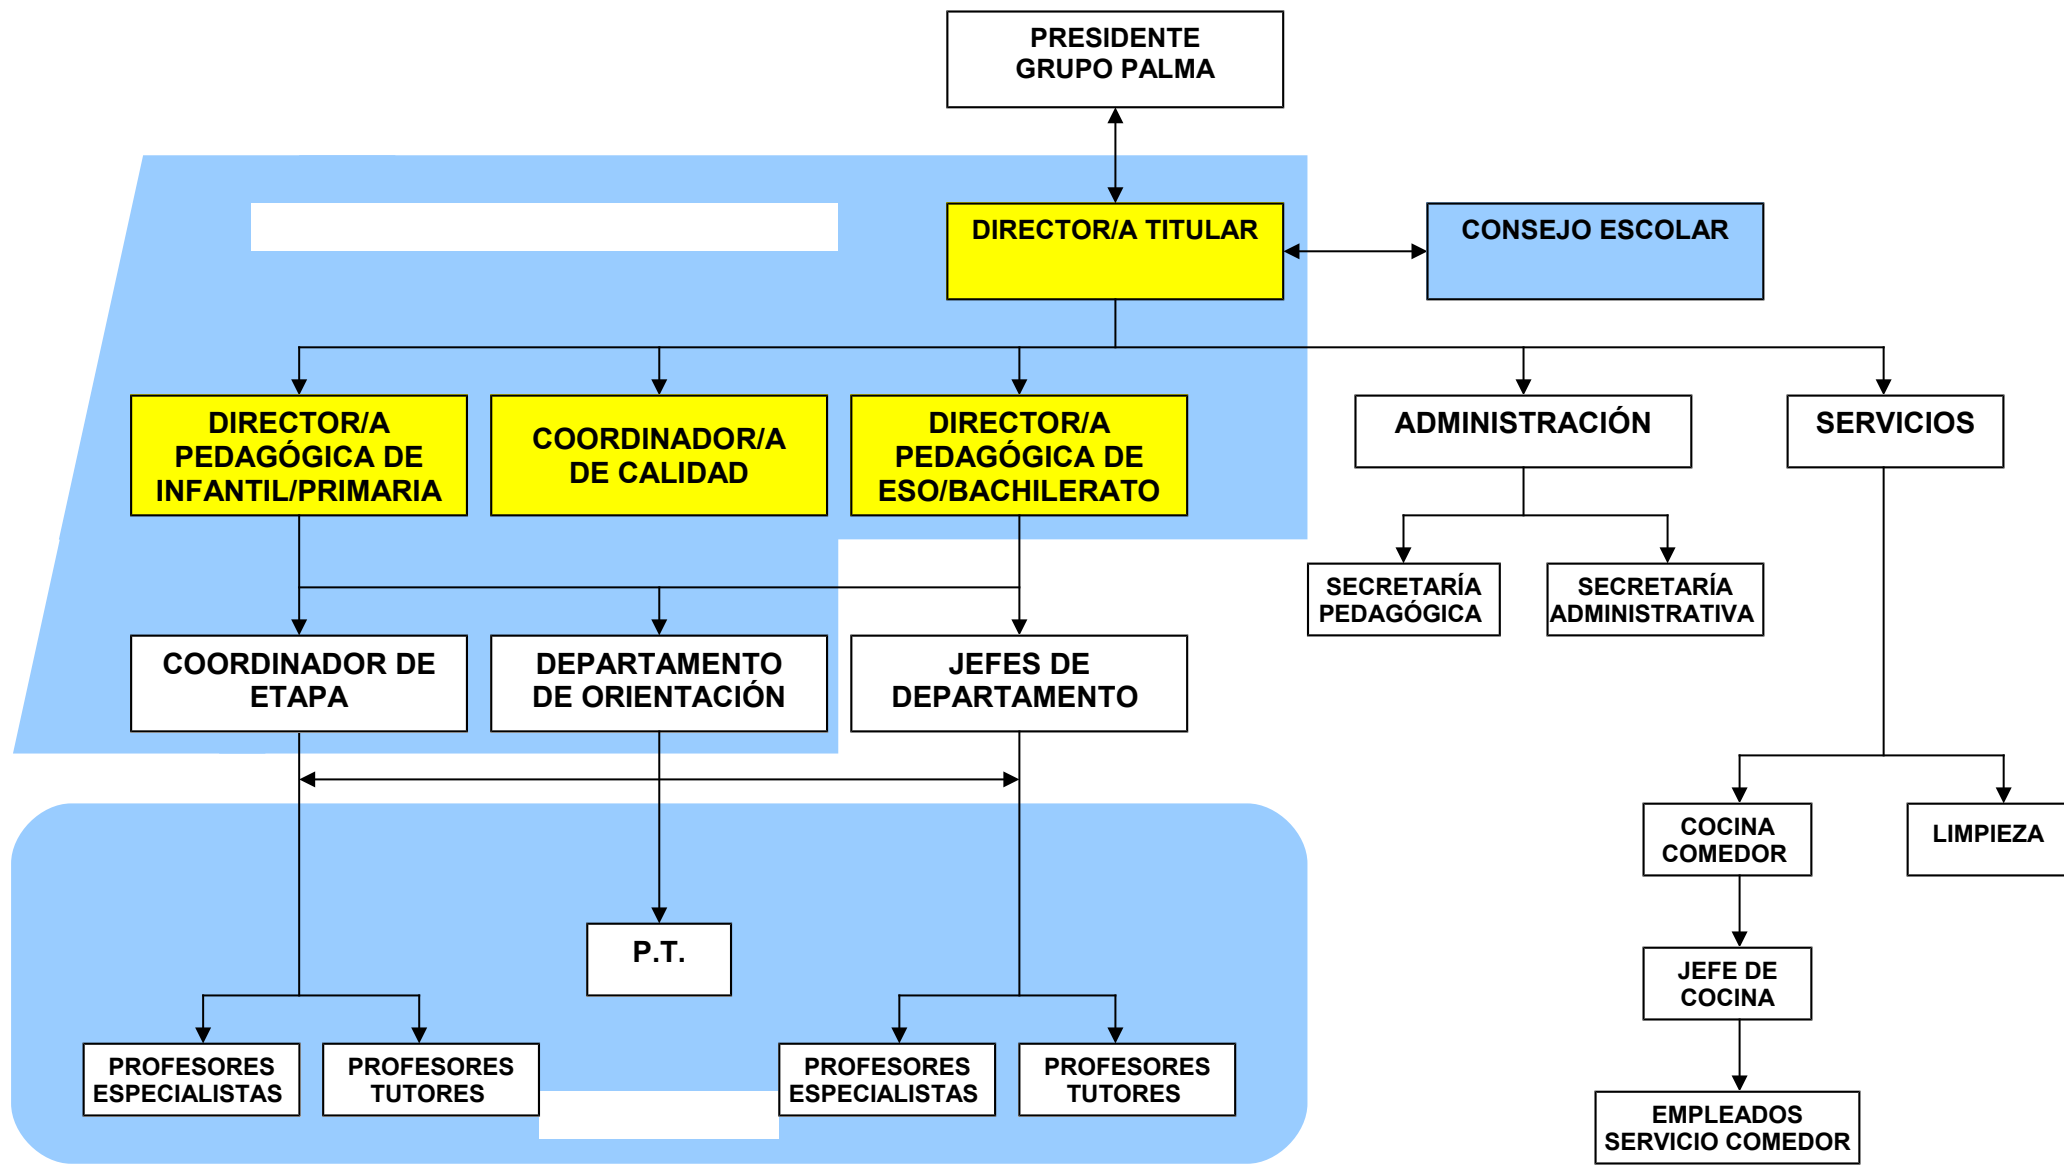 PRESIDENTE
GRUPO PALMA
DIRECTOR/A TITULAR
CONSEJO ESCOLAR
DIRECTOR/A
PEDAGÓGICA DE
INFANTIL/PRIMARIA
COORDINADOR/A
DE CALIDAD
DIRECTOR/A
PEDAGÓGICA DE
ESO/BACHILERATO
ADMINISTRACIÓN
SERVICIOS
SECRETARÍA
PEDAGÓGICA
SECRETARÍA
ADMINISTRATIVA
COORDINADOR DE
ETAPA
DEPARTAMENTO
DE ORIENTACIÓN
JEFES DE
DEPARTAMENTO
COCINA
COMEDOR
LIMPIEZA
P.T.
JEFE DE
COCINA
PROFESORES
ESPECIALISTAS
PROFESORES
TUTORES
PROFESORES
ESPECIALISTAS
PROFESORES
TUTORES
EMPLEADOS
SERVICIO COMEDOR